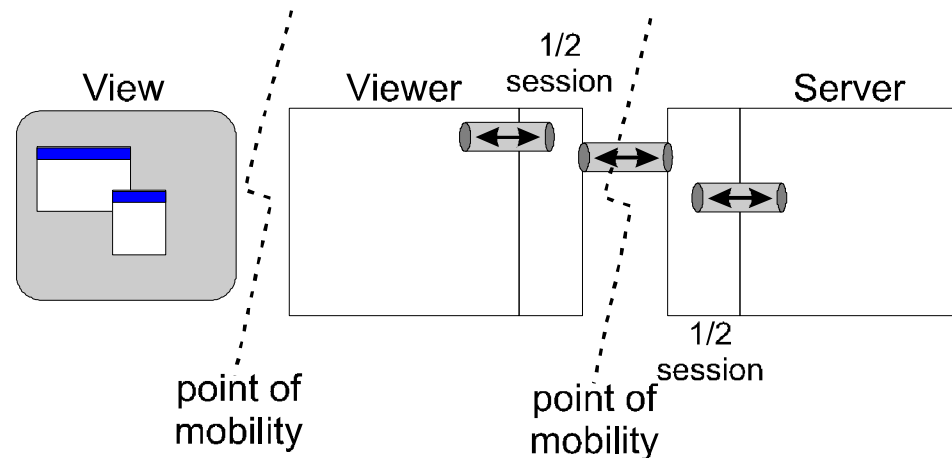 View
Viewer
1/2
session
Server
1/2
session
point of
mobility
point of
mobility